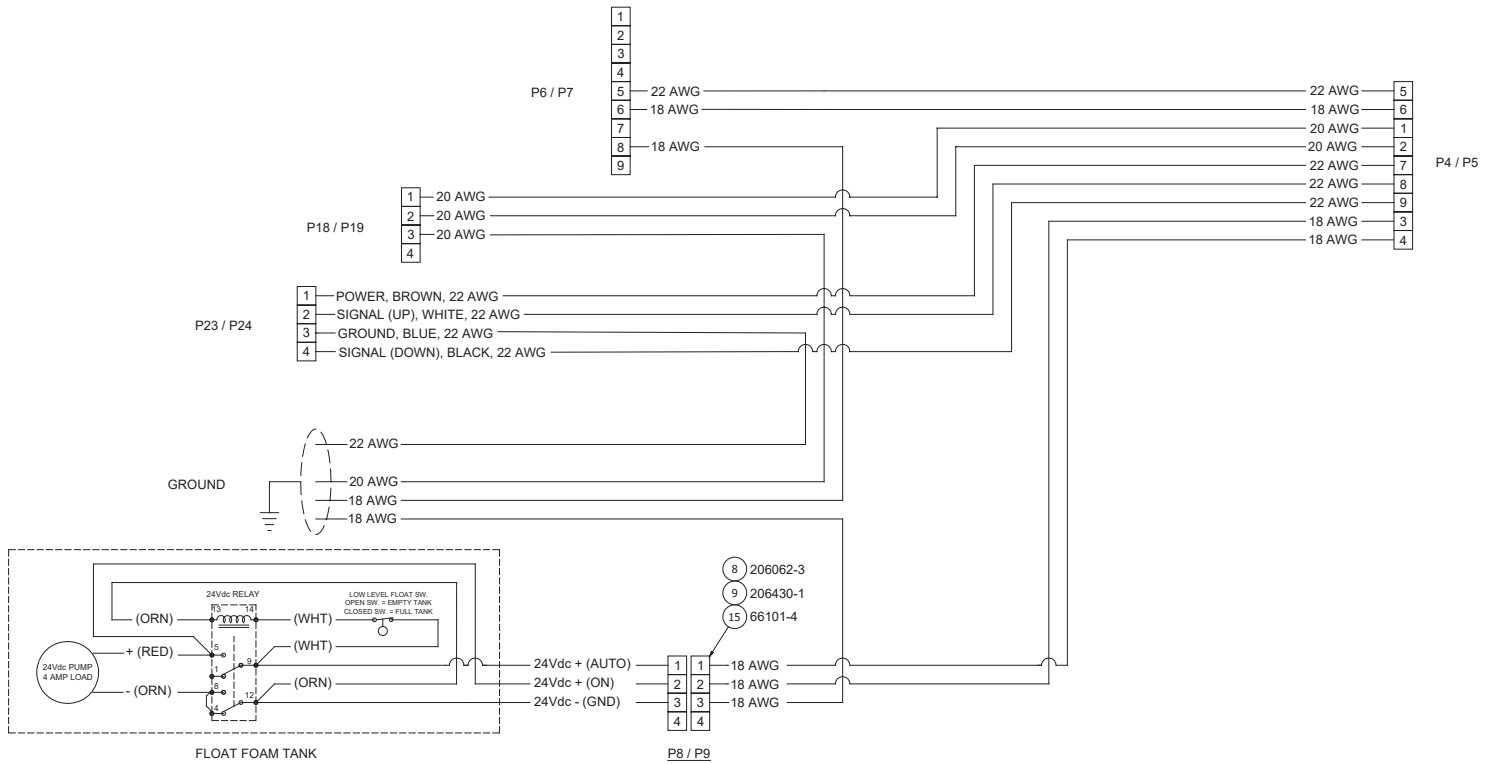 P6 / P7
1
2
3
4
5 22 AWG
6 18 AWG
7
8 18 AWG
9
P4 / P5
22 AWG 5
18 AWG 6
20 AWG 1
20 AWG 2
22 AWG 7
22 AWG 8
22 AWG 9
18 AWG 3
18 AWG 4
P18 / P19
1 20 AWG
2 20 AWG
3 20 AWG
4
P23 / P24
1 POWER, BROWN, 22 AWG
2 SIGNAL (UP), WHITE, 22 AWG
3 GROUND, BLUE, 22 AWG
4 SIGNAL (DOWN), BLACK, 22 AWG
GROUND
22 AWG
20 AWG
18 AWG
18 AWG
24Vdc RELAY
13 14
(ORN)
(WHT)
LOW LEVEL FLOAT SW.
OPEN SW. = EMPTY TANK
CLOSED SW. = FULL TANK
(WHT)
+ (RED)
5
9
1
24Vdc PUMP
4 AMP LOAD
- (ORN)
8
12
4
(ORN)
FLOAT FOAM TANK
24Vdc + (AUTO)
24Vdc + (ON)
24Vdc - (GND)
8 206062-3
9 206430-1
15 66101-4
1 1 18 AWG
2 2 18 AWG
3 3 18 AWG
4 4
P8 / P9